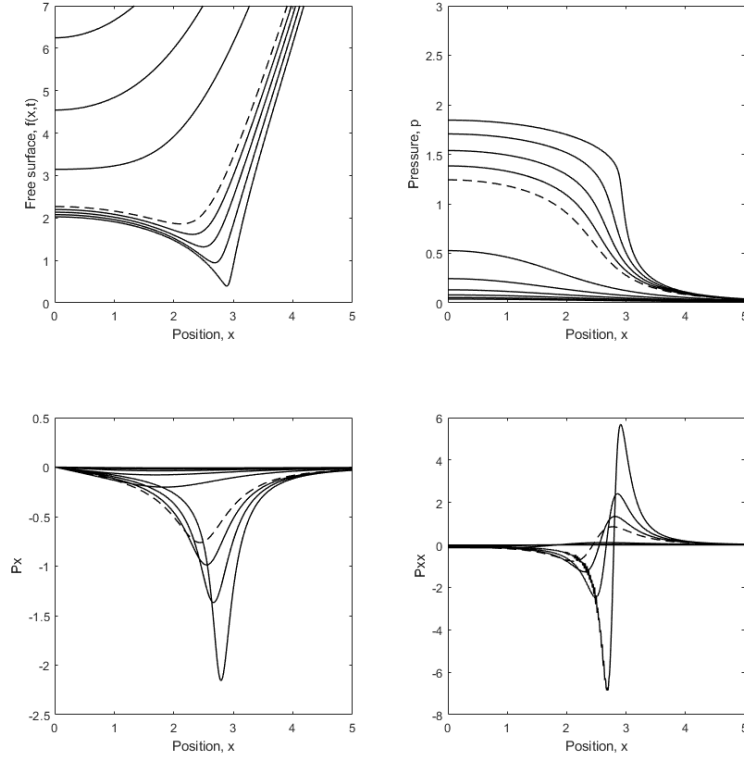 7
6
5
4
3
2
1
0
Free surface, f(x,t)
0 1 2 3 4 5
Position, x
3
2.5
2
1.5
1
0.5
0
Pressure, p
0 1 2 3 4 5
Position, x
0.5
0
-0.5
-1
-1.5
-2
-2.5
Px
0 1 2 3 4 5
Position, x
6
4
2
0
-2
-4
-6
-8
Pxx
0 1 2 3 4 5
Position, x